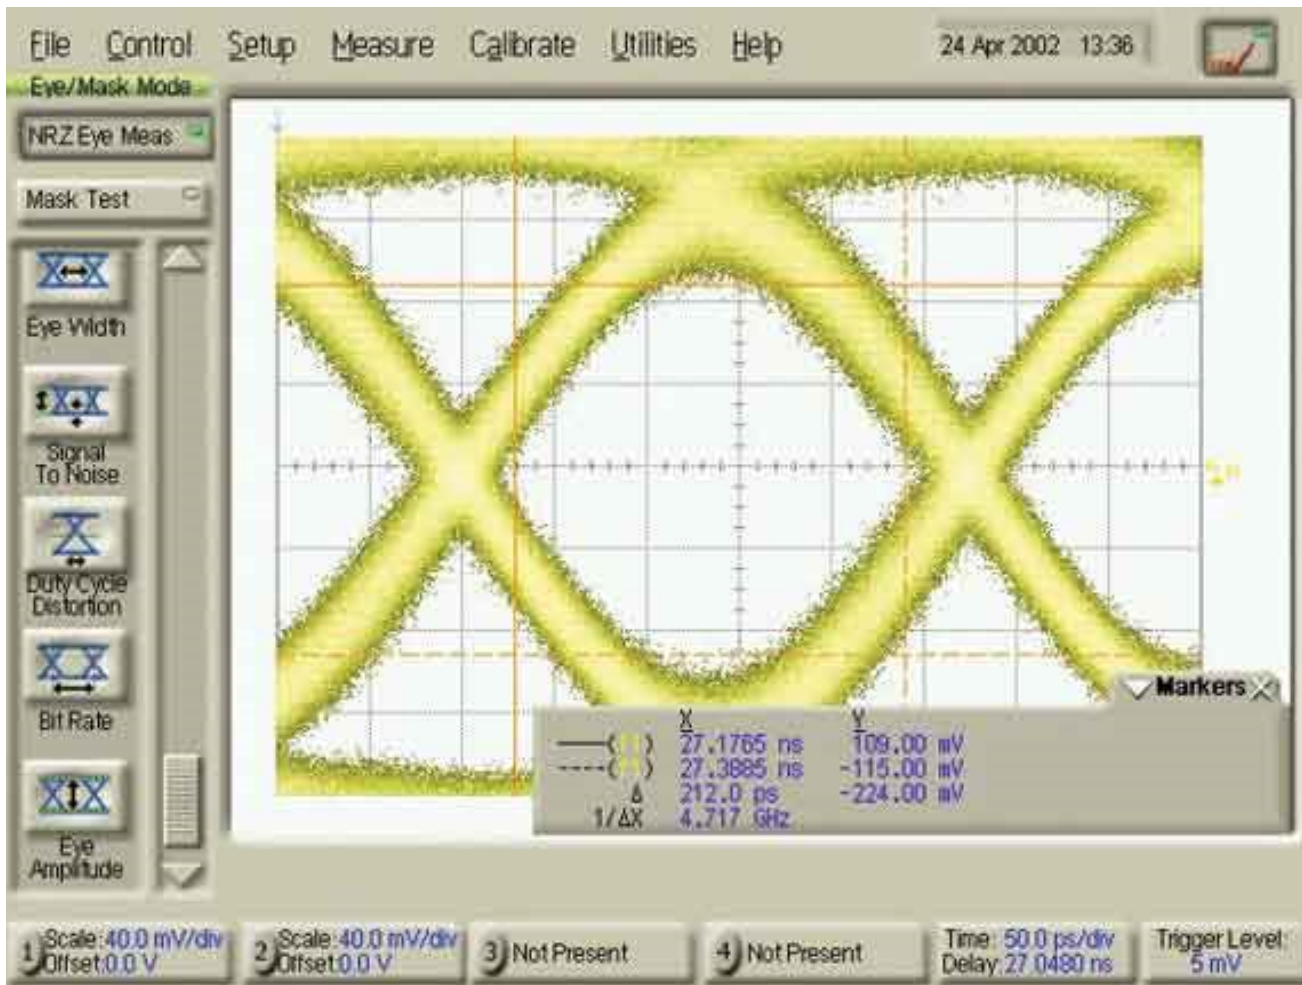 File Control Setup Measure Calibrate Utilities Help 24 Apr 2002 13:36
Eye/Mask Mode
NRZ Eye Meas
Mask Test
Eye Width
Signal
To Noise
Duty Cycle
Distortion
Bit Rate
Eye
Amplitude
Markers
X Y
27.1765 ns 109.00 mV
27.3885 ns -115.00 mV
Δ 212.0 ps -224.00 mV
1/ΔX 4.717 GHz
1 Scale:40.0 mV/div
Offset:0.0 V
2 Scale:40.0 mV/div
Offset:0.0 V
3 Not Present
4 Not Present
Time: 50.0 ps/div
Delay:27.0480 ns
Trigger Level:
5 mV